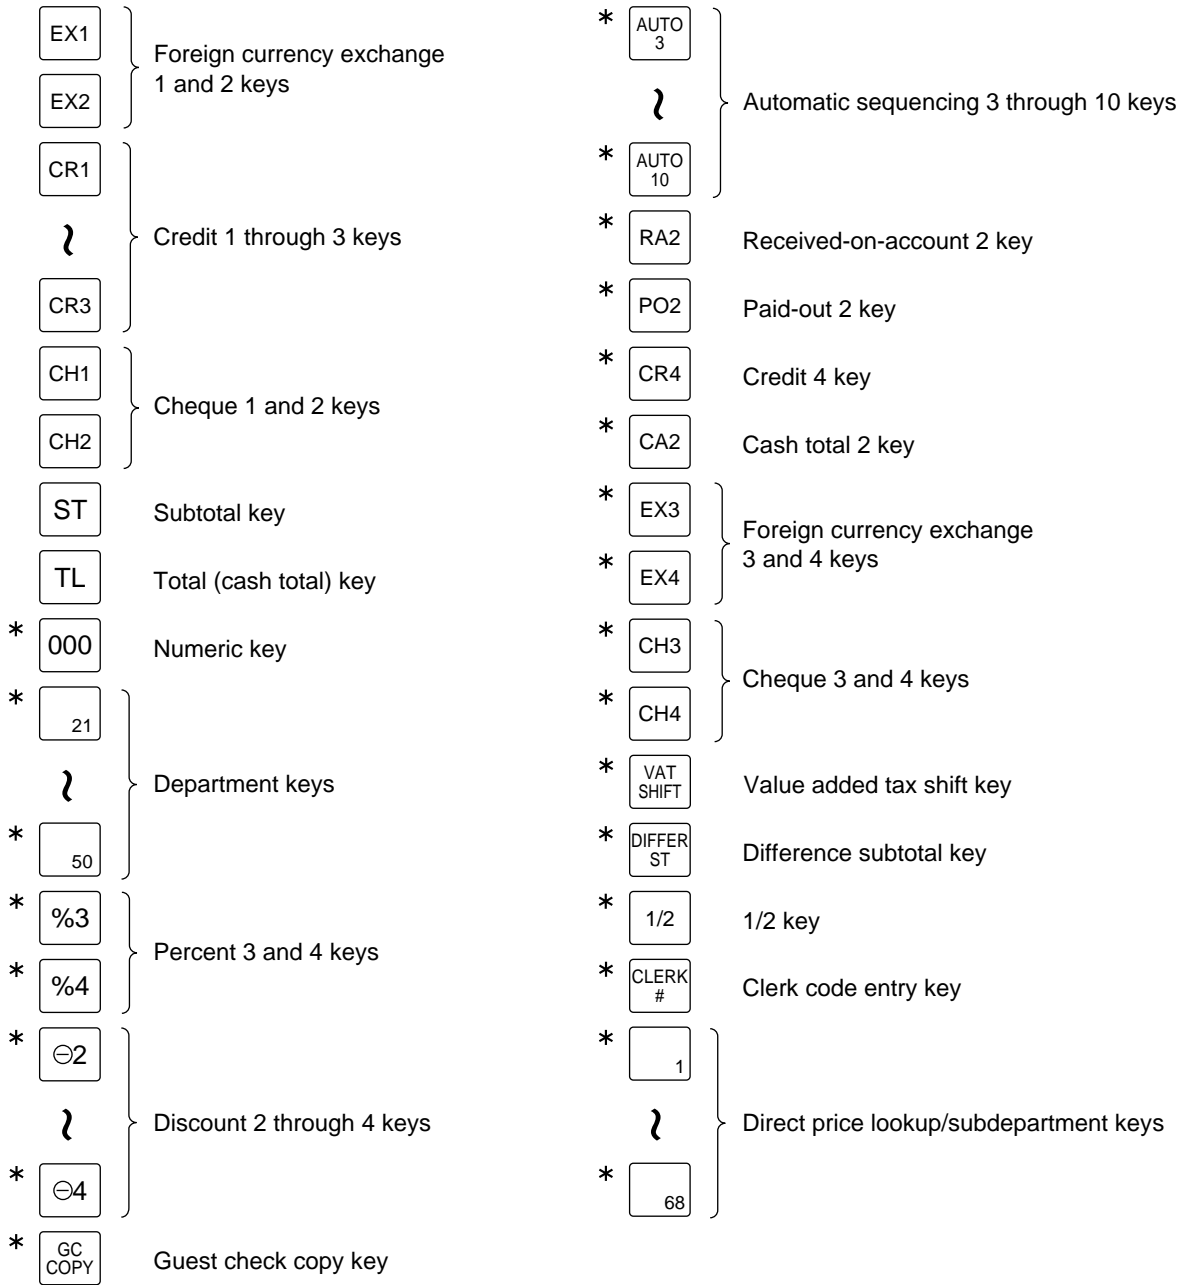 EX1
Foreign currency exchange
1 and 2 keys
EX2
CR1
~
Credit 1 through 3 keys
CR3
CH1
Cheque 1 and 2 keys
CH2
ST
Subtotal key
TL
Total (cash total) key
* 000
Numeric key
* 21
~
Department keys
* 50
* %3
Percent 3 and 4 keys
* %4
* ⊖2
~
Discount 2 through 4 keys
* ⊖4
* GC
COPY
Guest check copy key
* AUTO
3
~
Automatic sequencing 3 through 10 keys
* AUTO
10
* RA2
Received-on-account 2 key
* PO2
Paid-out 2 key
* CR4
Credit 4 key
* CA2
Cash total 2 key
* EX3
Foreign currency exchange
3 and 4 keys
* EX4
* CH3
Cheque 3 and 4 keys
* CH4
* VAT
SHIFT
Value added tax shift key
* DIFFER
ST
Difference subtotal key
* 1/2
1/2 key
* CLERK
#
Clerk code entry key
* 1
~
Direct price lookup/subdepartment keys
* 68